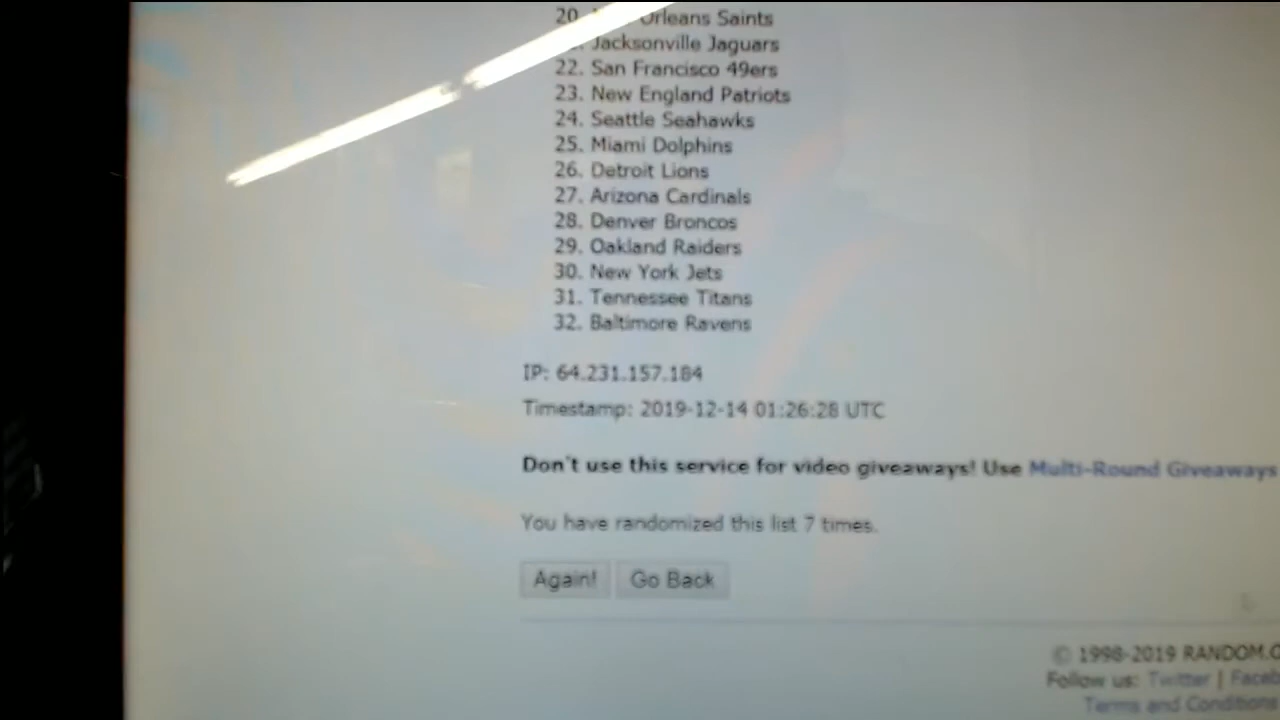 20. Orleans Saints
Jacksonville Jaguars
22. San Francisco 49ers
23. New England Patriots
24. Seattle Seahawks
25. Miami Dolphins
26. Detroit Lions
27. Arizona Cardinals
28. Denver Broncos
29. Oakland Raiders
30. New York Jets
31. Tennessee Titans
32. Baltimore Ravens
IP: 64.231.157.184
Timestamp: 2019-12-14 01:26:28 UTC
Don't use this service for video giveaways! Use Multi-Round Giveaways
You have randomized this list 7 times.
Again! Go Back
© 1998-2019 RANDOM.O
Follow us: Twitter | Faceb
Terms and Conditions